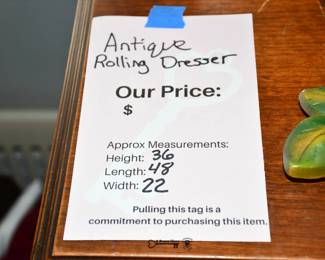 Antique
Rolling Dresser
Our Price:
$
Approx Measurements:
Height: 36
Length: 48
Width: 22
Pulling this tag is a
commitment to purchasing this item.